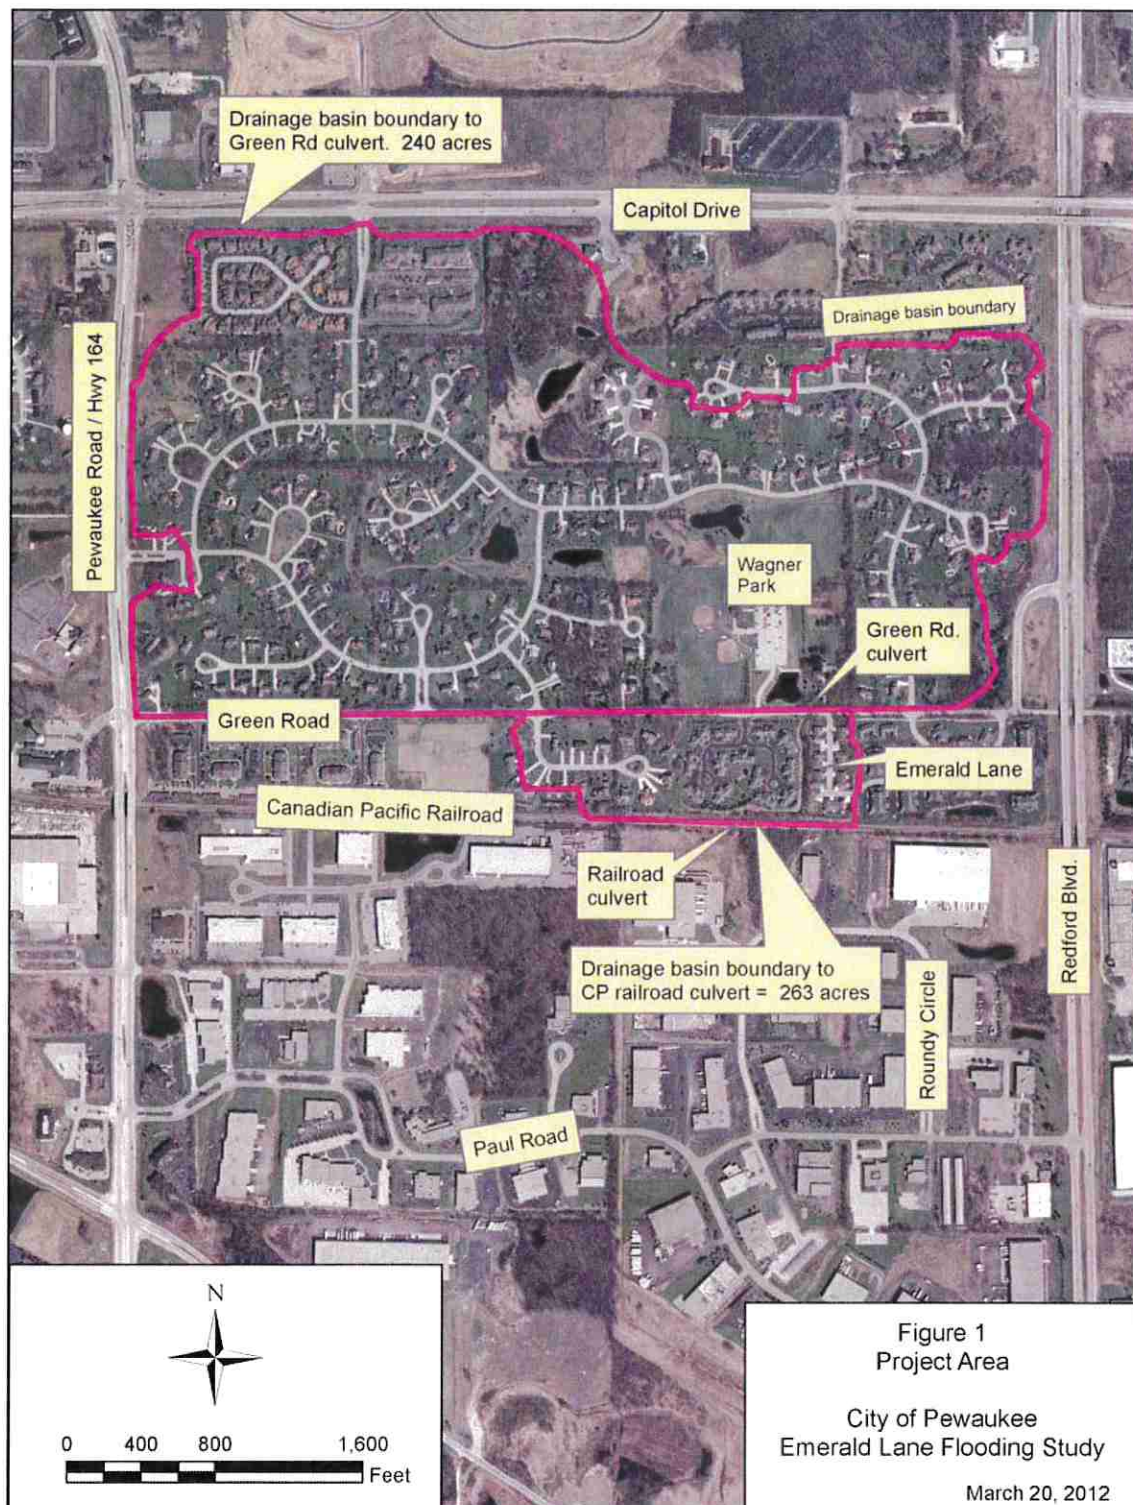 Drainage basin boundary to
Green Rd culvert. 240 acres
Capitol Drive
Drainage basin boundary
Pewaukee Road / Hwy 164
Wagner
Park
Green Rd.
culvert
Green Road
Emerald Lane
Canadian Pacific Railroad
Railroad
culvert
Redford Blvd.
Drainage basin boundary to
CP railroad culvert = 263 acres
Roundy Circle
Paul Road
N
0 400 800 1,600
Feet
Figure 1
Project Area
City of Pewaukee
Emerald Lane Flooding Study
March 20, 2012